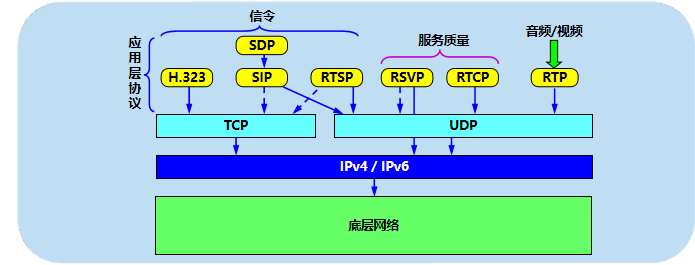 信令
服务质量
音频/视频
应用层协议
SDP
H.323
SIP
RTSP
RSVP
RTCP
RTP
TCP
UDP
IPv4 / IPv6
底层网络